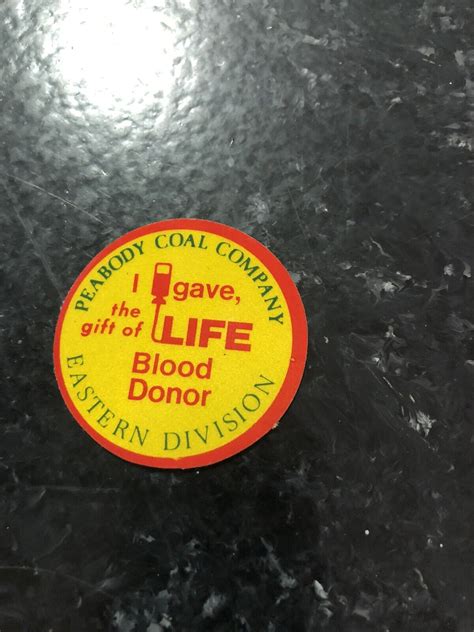 PEABODY COAL COMPANY
I gave,
the
gift of LIFE
Blood
Donor
EASTERN DIVISION